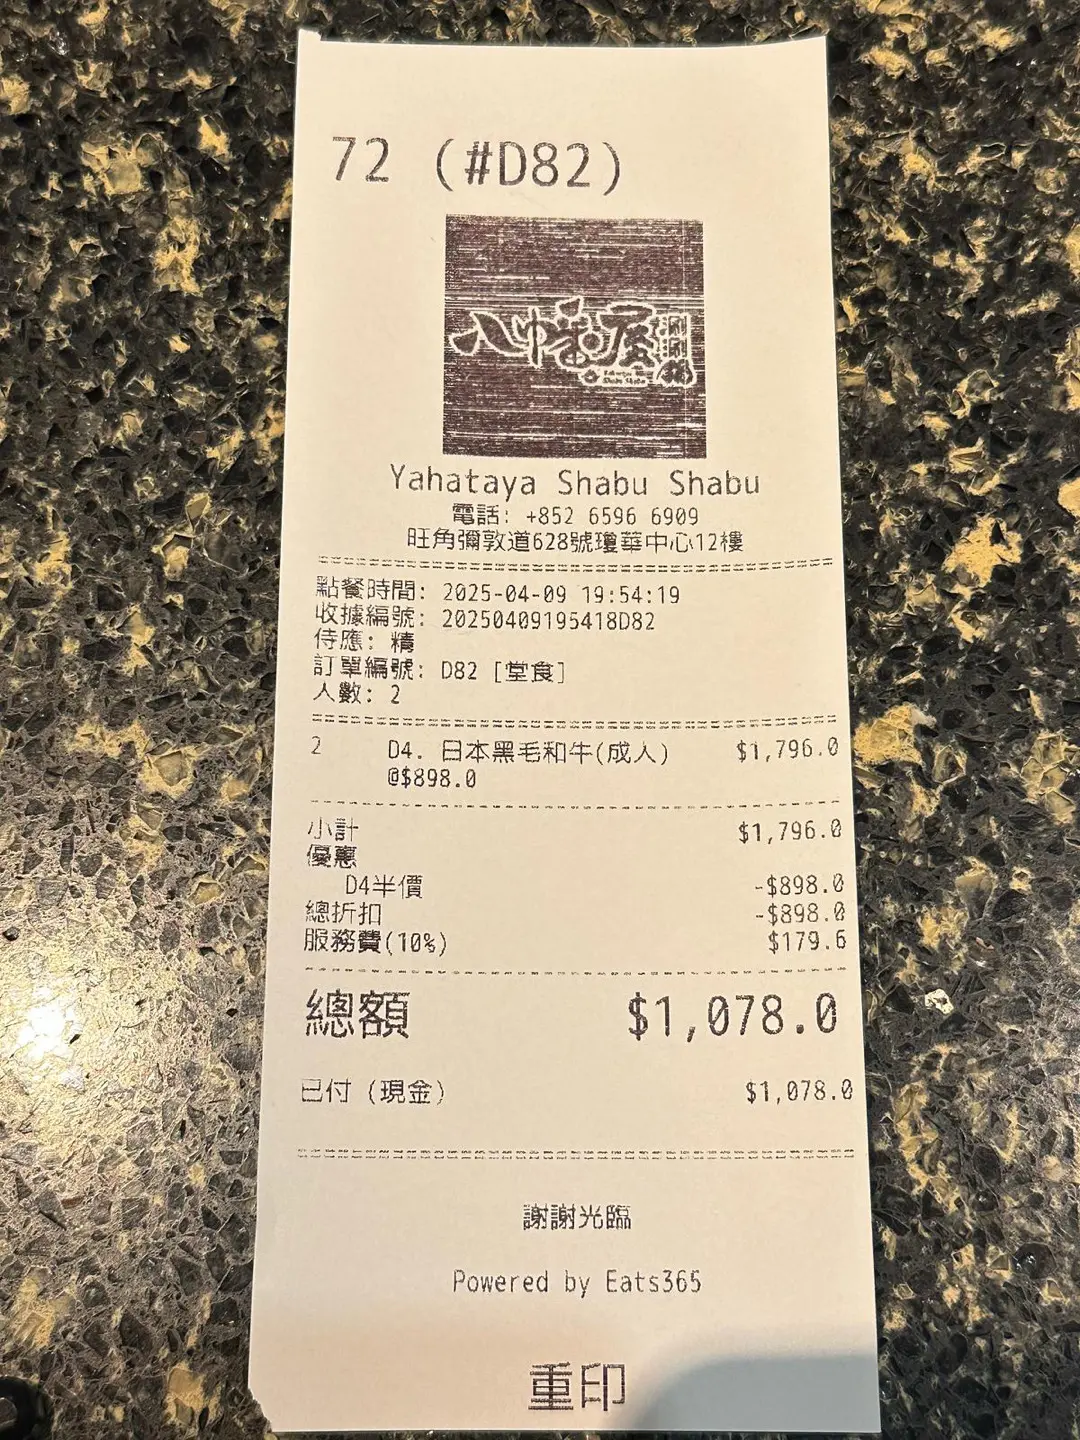 72 (#D82)
八幡屋
涮涮鍋
Yahataya Shabu Shabu
電話: +852 6596 6909
旺角彌敦道628號瓊華中心12樓
點餐時間: 2025-04-09 19:54:19
收據編號: 20250409195418D82
侍應: 精
訂單編號: D82 [堂食]
人數: 2
2 D4. 日本黑毛和牛(成人) $1,796.0
@$898.0
小計 $1,796.0
優惠
D4半價 -$898.0
總折扣 -$898.0
服務費(10%) $179.6
總額 $1,078.0
已付 (現金) $1,078.0
謝謝光臨
Powered by Eats365
重印